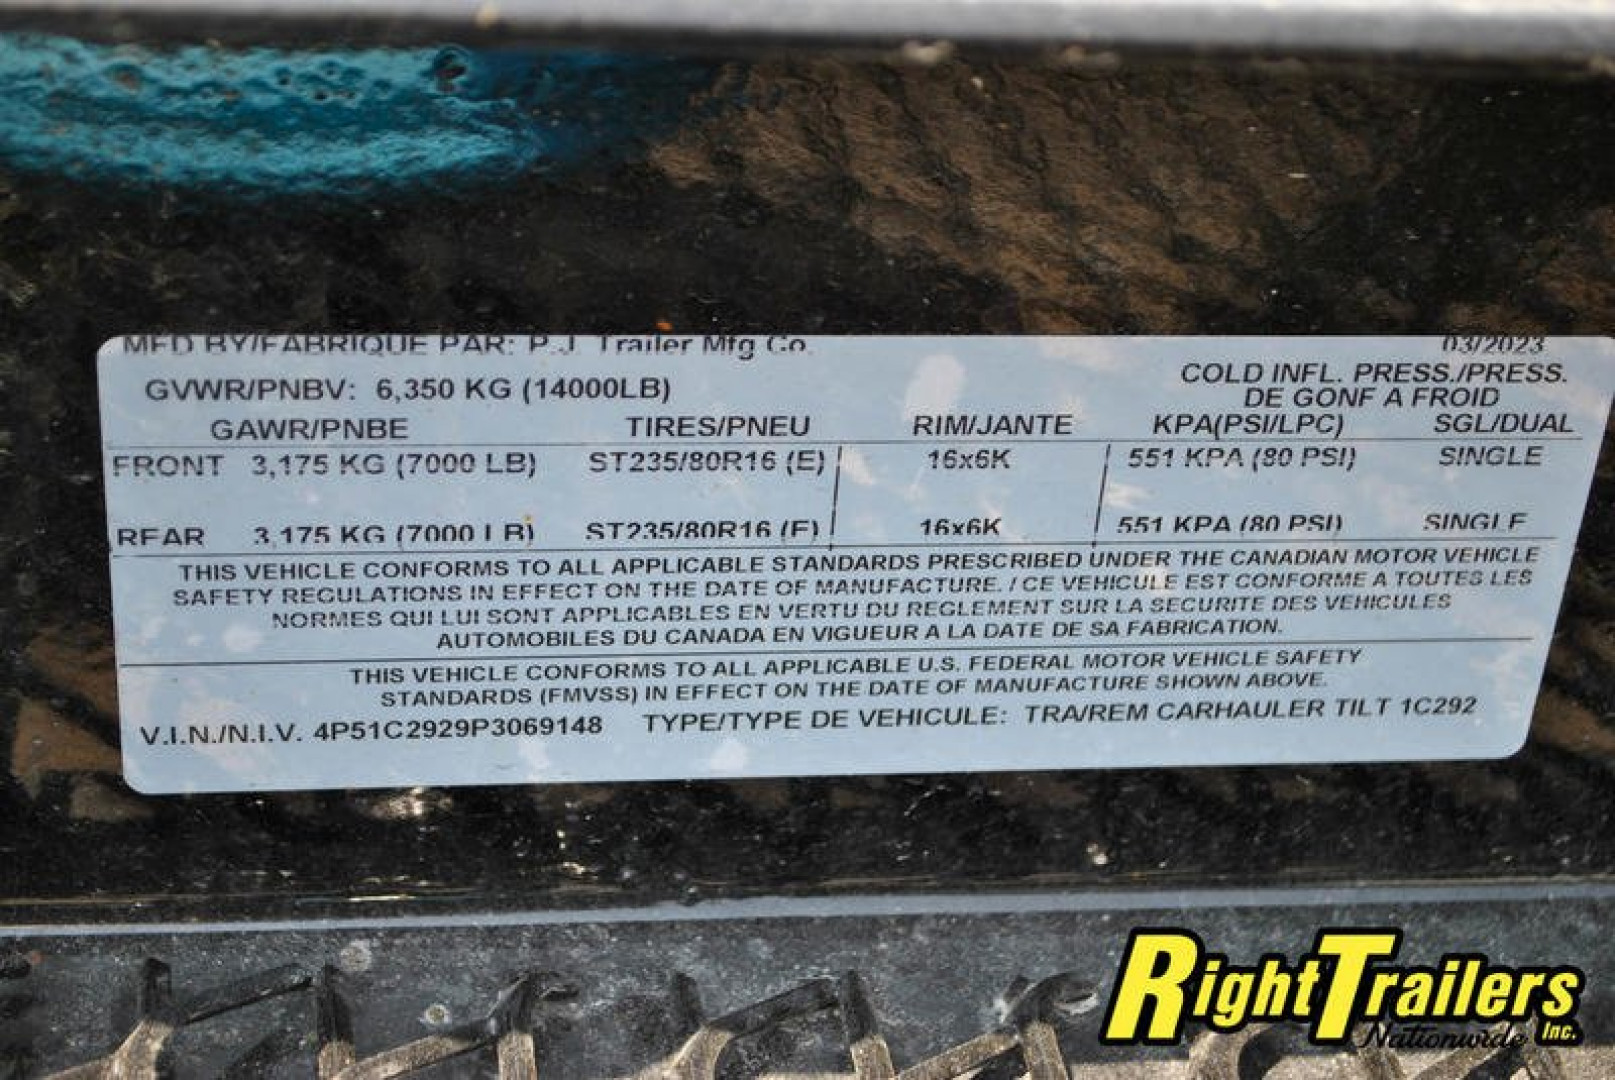 MFD BY/FABRIQUE PAR: P.J. Trailer Mfg Co. 03/2023
GVWR/PNBV: 6,350 KG (14000LB) COLD INFL. PRESS./PRESS.
DE GONF A FROID
GAWR/PNBE TIRES/PNEU RIM/JANTE KPA(PSI/LPC) SGL/DUAL
FRONT 3,175 KG (7000 LB) ST235/80R16 (E) 16x6K 551 KPA (80 PSI) SINGLE
REAR 3,175 KG (7000 LB) ST235/80R16 (E) 16x6K 551 KPA (80 PSI) SINGLE
THIS VEHICLE CONFORMS TO ALL APPLICABLE STANDARDS PRESCRIBED UNDER THE CANADIAN MOTOR VEHICLE
SAFETY REGULATIONS IN EFFECT ON THE DATE OF MANUFACTURE. / CE VEHICULE EST CONFORME A TOUTES LES
NORMES QUI LUI SONT APPLICABLES EN VERTU DU REGLEMENT SUR LA SECURITE DES VEHICULES
AUTOMOBILES DU CANADA EN VIGUEUR A LA DATE DE SA FABRICATION.
THIS VEHICLE CONFORMS TO ALL APPLICABLE U.S. FEDERAL MOTOR VEHICLE SAFETY
STANDARDS (FMVSS) IN EFFECT ON THE DATE OF MANUFACTURE SHOWN ABOVE.
V.I.N./N.I.V. 4P51C2929P3069148 TYPE/TYPE DE VEHICULE: TRA/REM CARHAULER TILT 1C292
RightTrailers Inc.
Nationwide